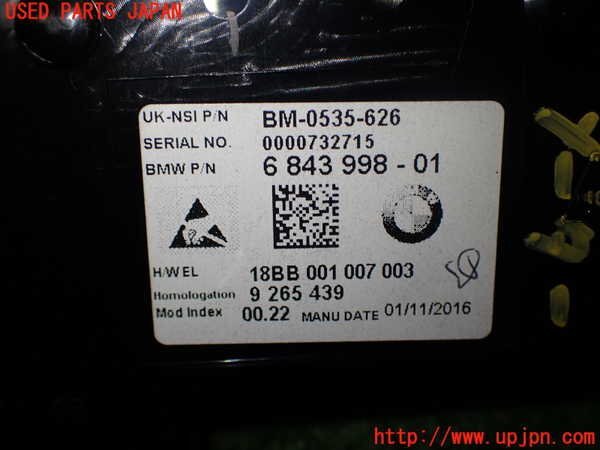 USED PARTS JAPAN
UK-NSI P/N BM-0535-626
SERIAL NO. 0000732715
BMW P/N 6 843 998 - 01
H/W EL 18BB 001 007 003
Homologation 9 265 439
Mod Index 00.22 MANU DATE 01/11/2016
http://www.upjpn.com/